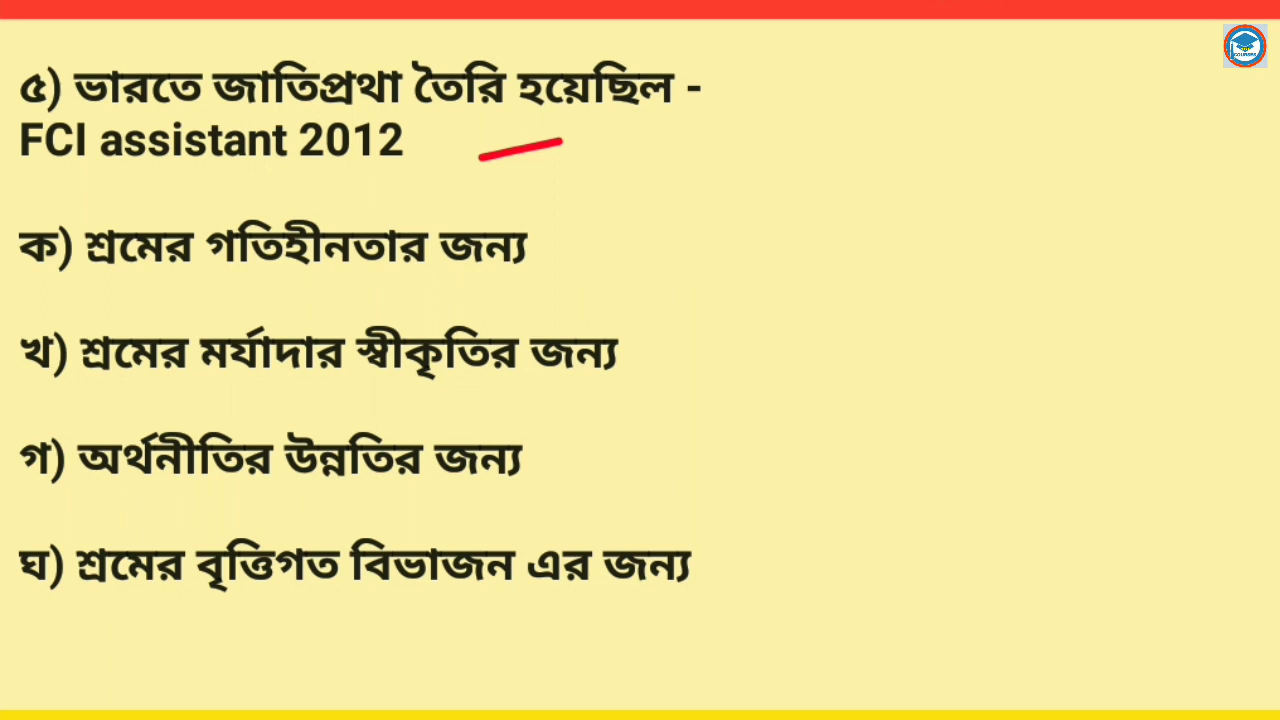 ৫) ভারতে জাতিপ্রথা তৈরি হয়েছিল -
FCI assistant 2012
ক) শ্রমের গতিহীনতার জন্য
খ) শ্রমের মর্যাদার স্বীকৃতির জন্য
গ) অর্থনীতির উন্নতির জন্য
ঘ) শ্রমের বৃত্তিগত বিভাজন এর জন্য
COURSES